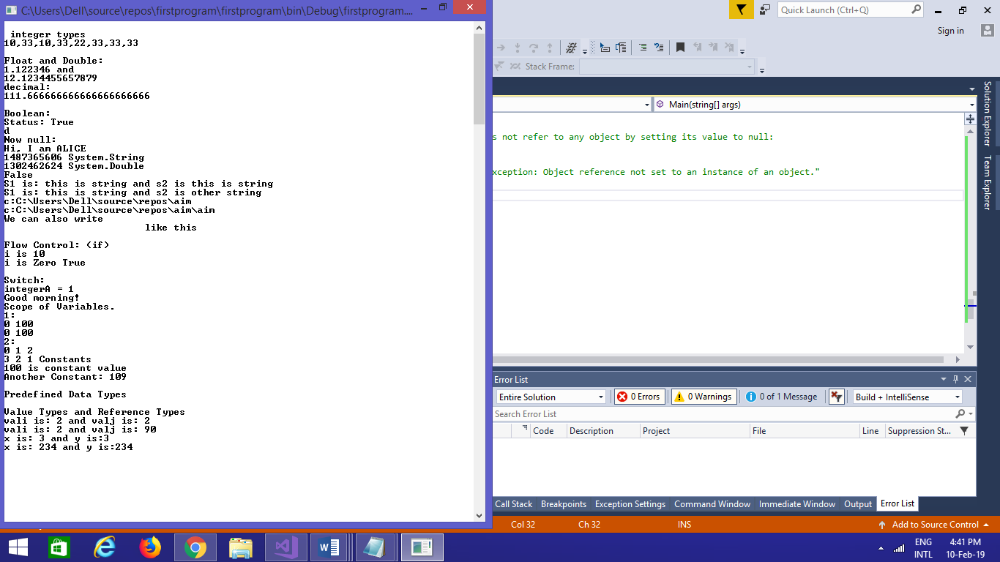 C:\Users\Dell\source\repos\firstprogram\firstprogram\bin\Debug\firstprogram....
integer types
10,33,10,33,22,33,33,33
Float and Double:
1.122346 and
12.1234455657879
decimal:
111.666666666666666666666
Boolean:
Status: True
d
Now null:
Hi, I am ALICE
1487365606 System.String
1302462624 System.Double
False
S1 is: this is string and s2 is this is string
S1 is: this is string and s2 is other string
c:C:\Users\Dell\source\repos\aim
c:C:\Users\Dell\source\repos\aim\aim
We can also write
like this
Flow Control: (if)
i is 10
i is Zero True
Switch:
integerA = 1
Good morning!
Scope of Variables.
1:
0 100
0 100
2:
0 1 2
3 2 1 Constants
100 is constant value
Another Constant: 109
Predefined Data Types
Value Types and Reference Types
vali is: 2 and valj is: 2
vali is: 2 and valj is: 90
x is: 3 and y is:3
x is: 234 and y is:234
Quick Launch (Ctrl+Q)
Sign in
Stack Frame:
Main(string[] args)
s not refer to any object by setting its value to null:
xception: Object reference not set to an instance of an object."
Solution Explorer
Team Explorer
Error List
Entire Solution
0 Errors
0 Warnings
0 of 1 Message
Build + IntelliSense
Search Error List
Code Description Project File Line Suppression St...
Call Stack Breakpoints Exception Settings Command Window Immediate Window Output Error List
Col 32 Ch 32 INS Add to Source Control
ENG
INTL
4:41 PM
10-Feb-19